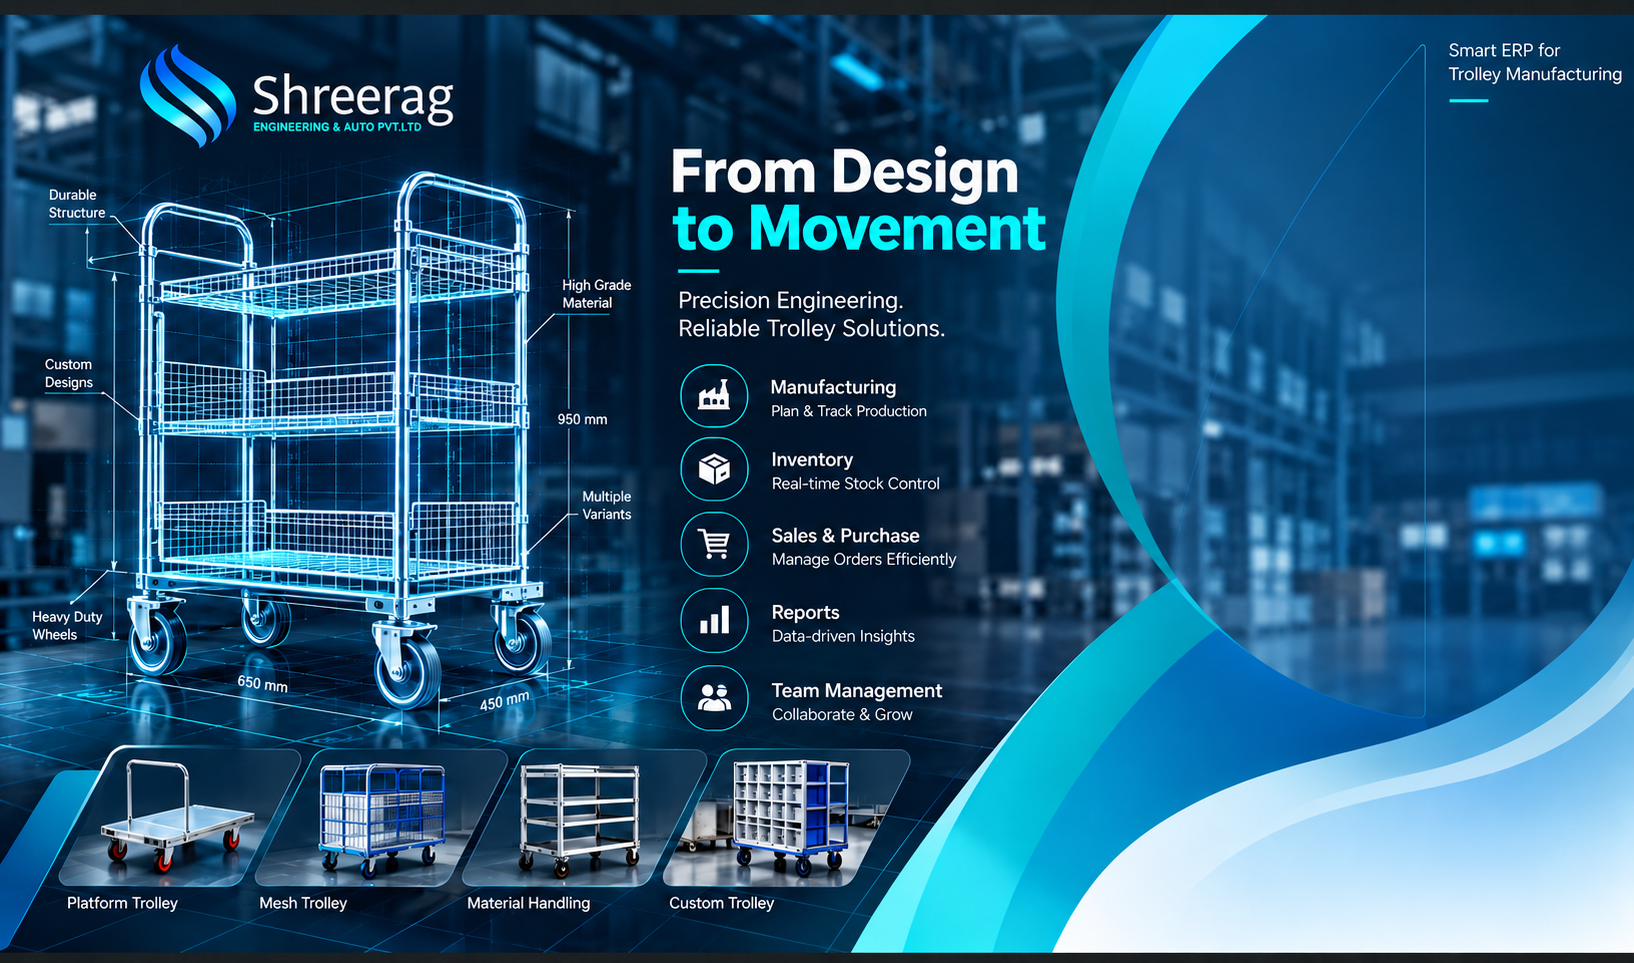 Shreerag
ENGINEERING & AUTO PVT.LTD
Smart ERP for
Trolley Manufacturing
From Design
to Movement
Precision Engineering.
Reliable Trolley Solutions.
Durable
Structure
High Grade
Material
Custom
Designs
950 mm
Multiple
Variants
Heavy Duty
Wheels
650 mm
450 mm
Manufacturing
Plan & Track Production
Inventory
Real-time Stock Control
Sales & Purchase
Manage Orders Efficiently
Reports
Data-driven Insights
Team Management
Collaborate & Grow
Platform Trolley
Mesh Trolley
Material Handling
Custom Trolley